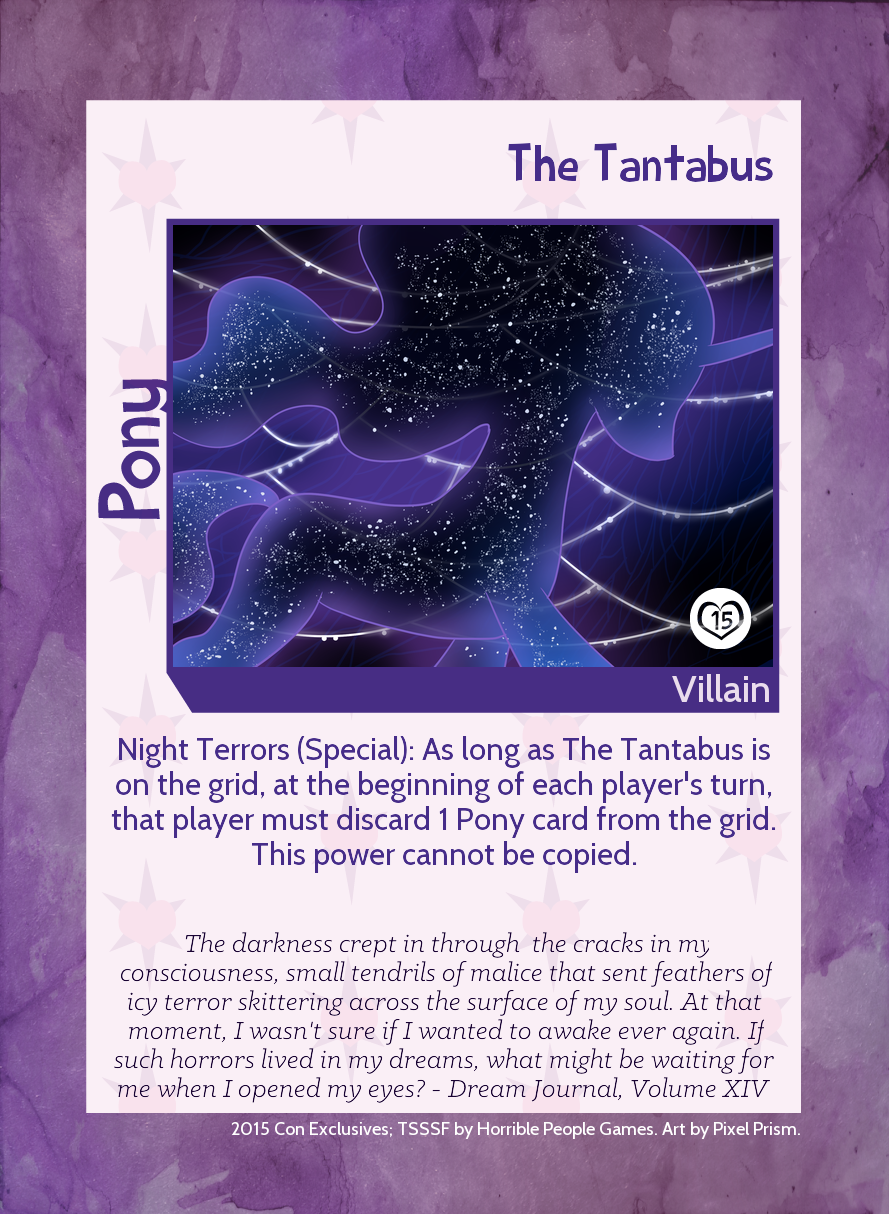 The Tantabus
Pony
15
Villain
Night Terrors (Special): As long as The Tantabus is
on the grid, at the beginning of each player's turn,
that player must discard 1 Pony card from the grid.
This power cannot be copied.
The darkness crept in through  the cracks in my
consciousness, small tendrils of malice that sent feathers of
icy terror skittering across the surface of my soul. At that
moment, I wasn't sure if I wanted to awake ever again. If
such horrors lived in my dreams, what might be waiting for
me when I opened my eyes? - Dream Journal, Volume XIV
2015 Con Exclusives; TSSSF by Horrible People Games. Art by Pixel Prism.